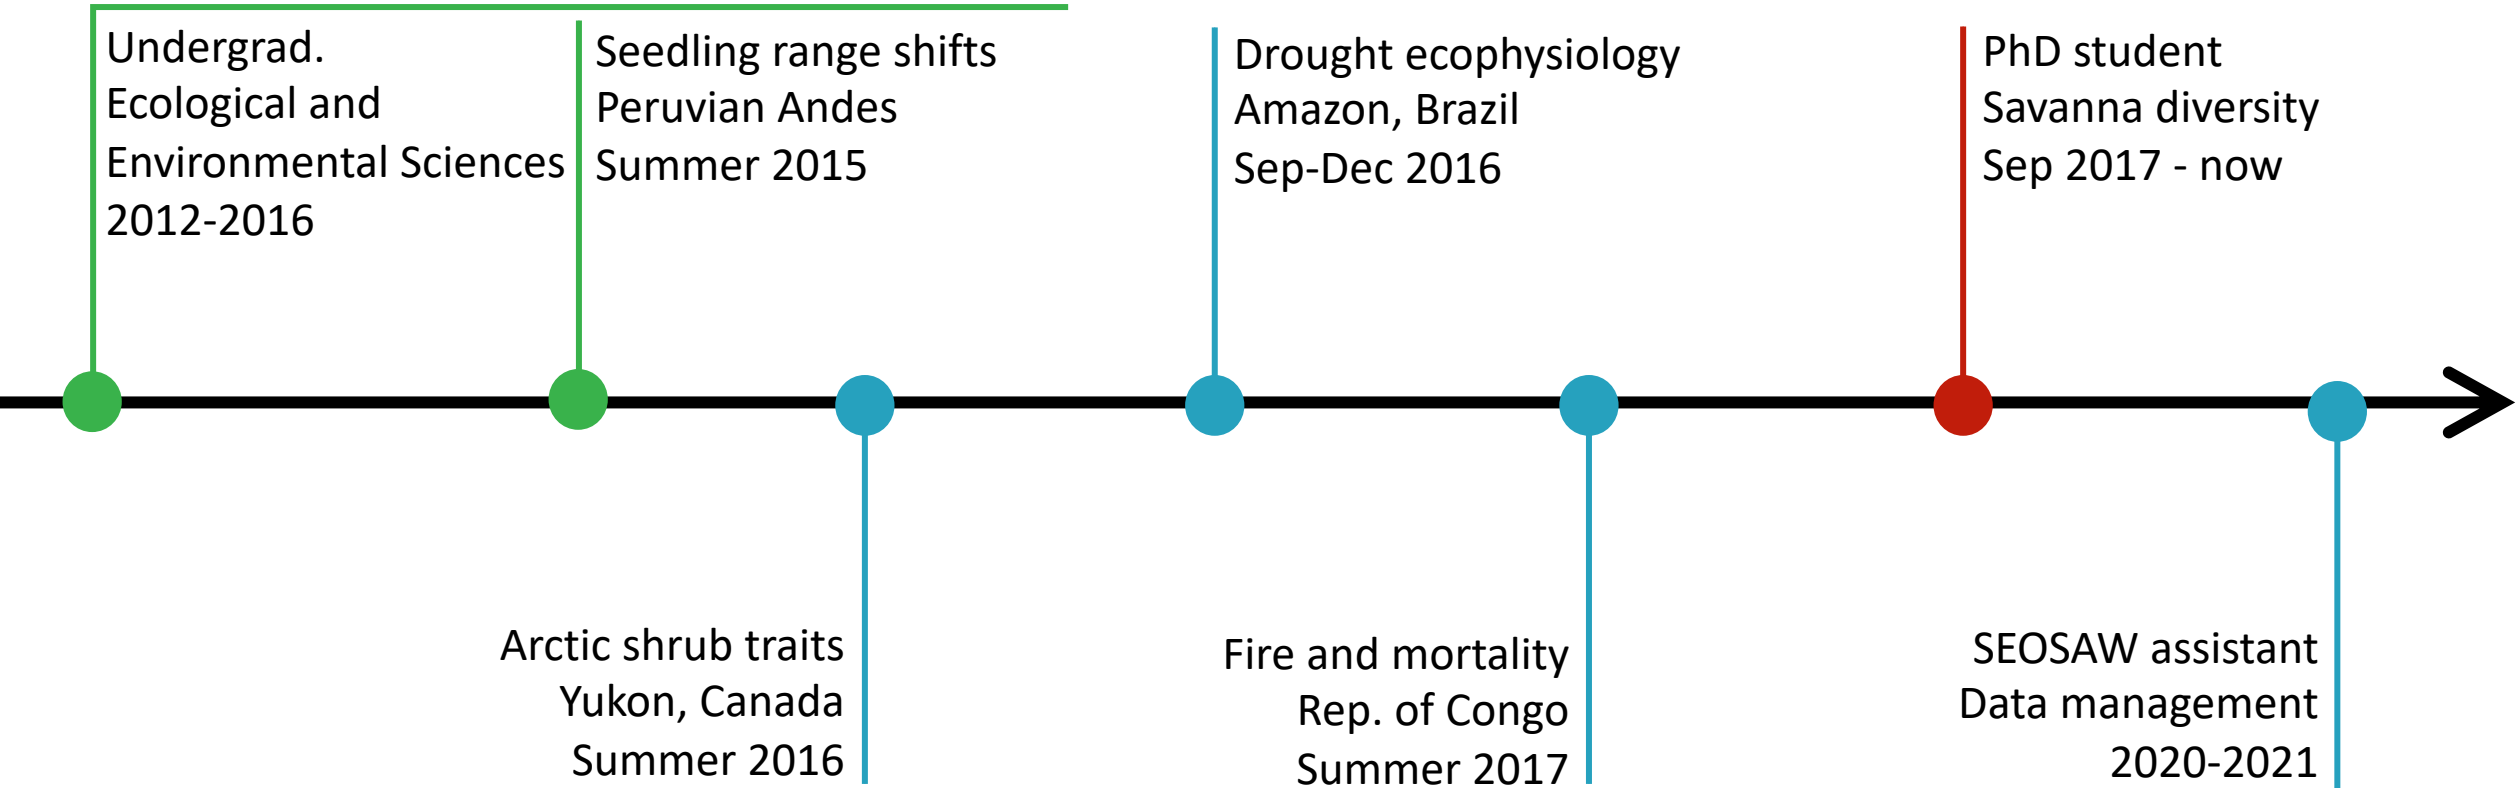 Undergrad.
Ecological and
Environmental Sciences
2012-2016
Seedling range shifts
Peruvian Andes
Summer 2015
Drought ecophysiology
Amazon, Brazil
Sep-Dec 2016
PhD student
Savanna diversity
Sep 2017 - now
Arctic shrub traits
Yukon, Canada
Summer 2016
Fire and mortality
Rep. of Congo
Summer 2017
SEOSAW assistant
Data management
2020-2021